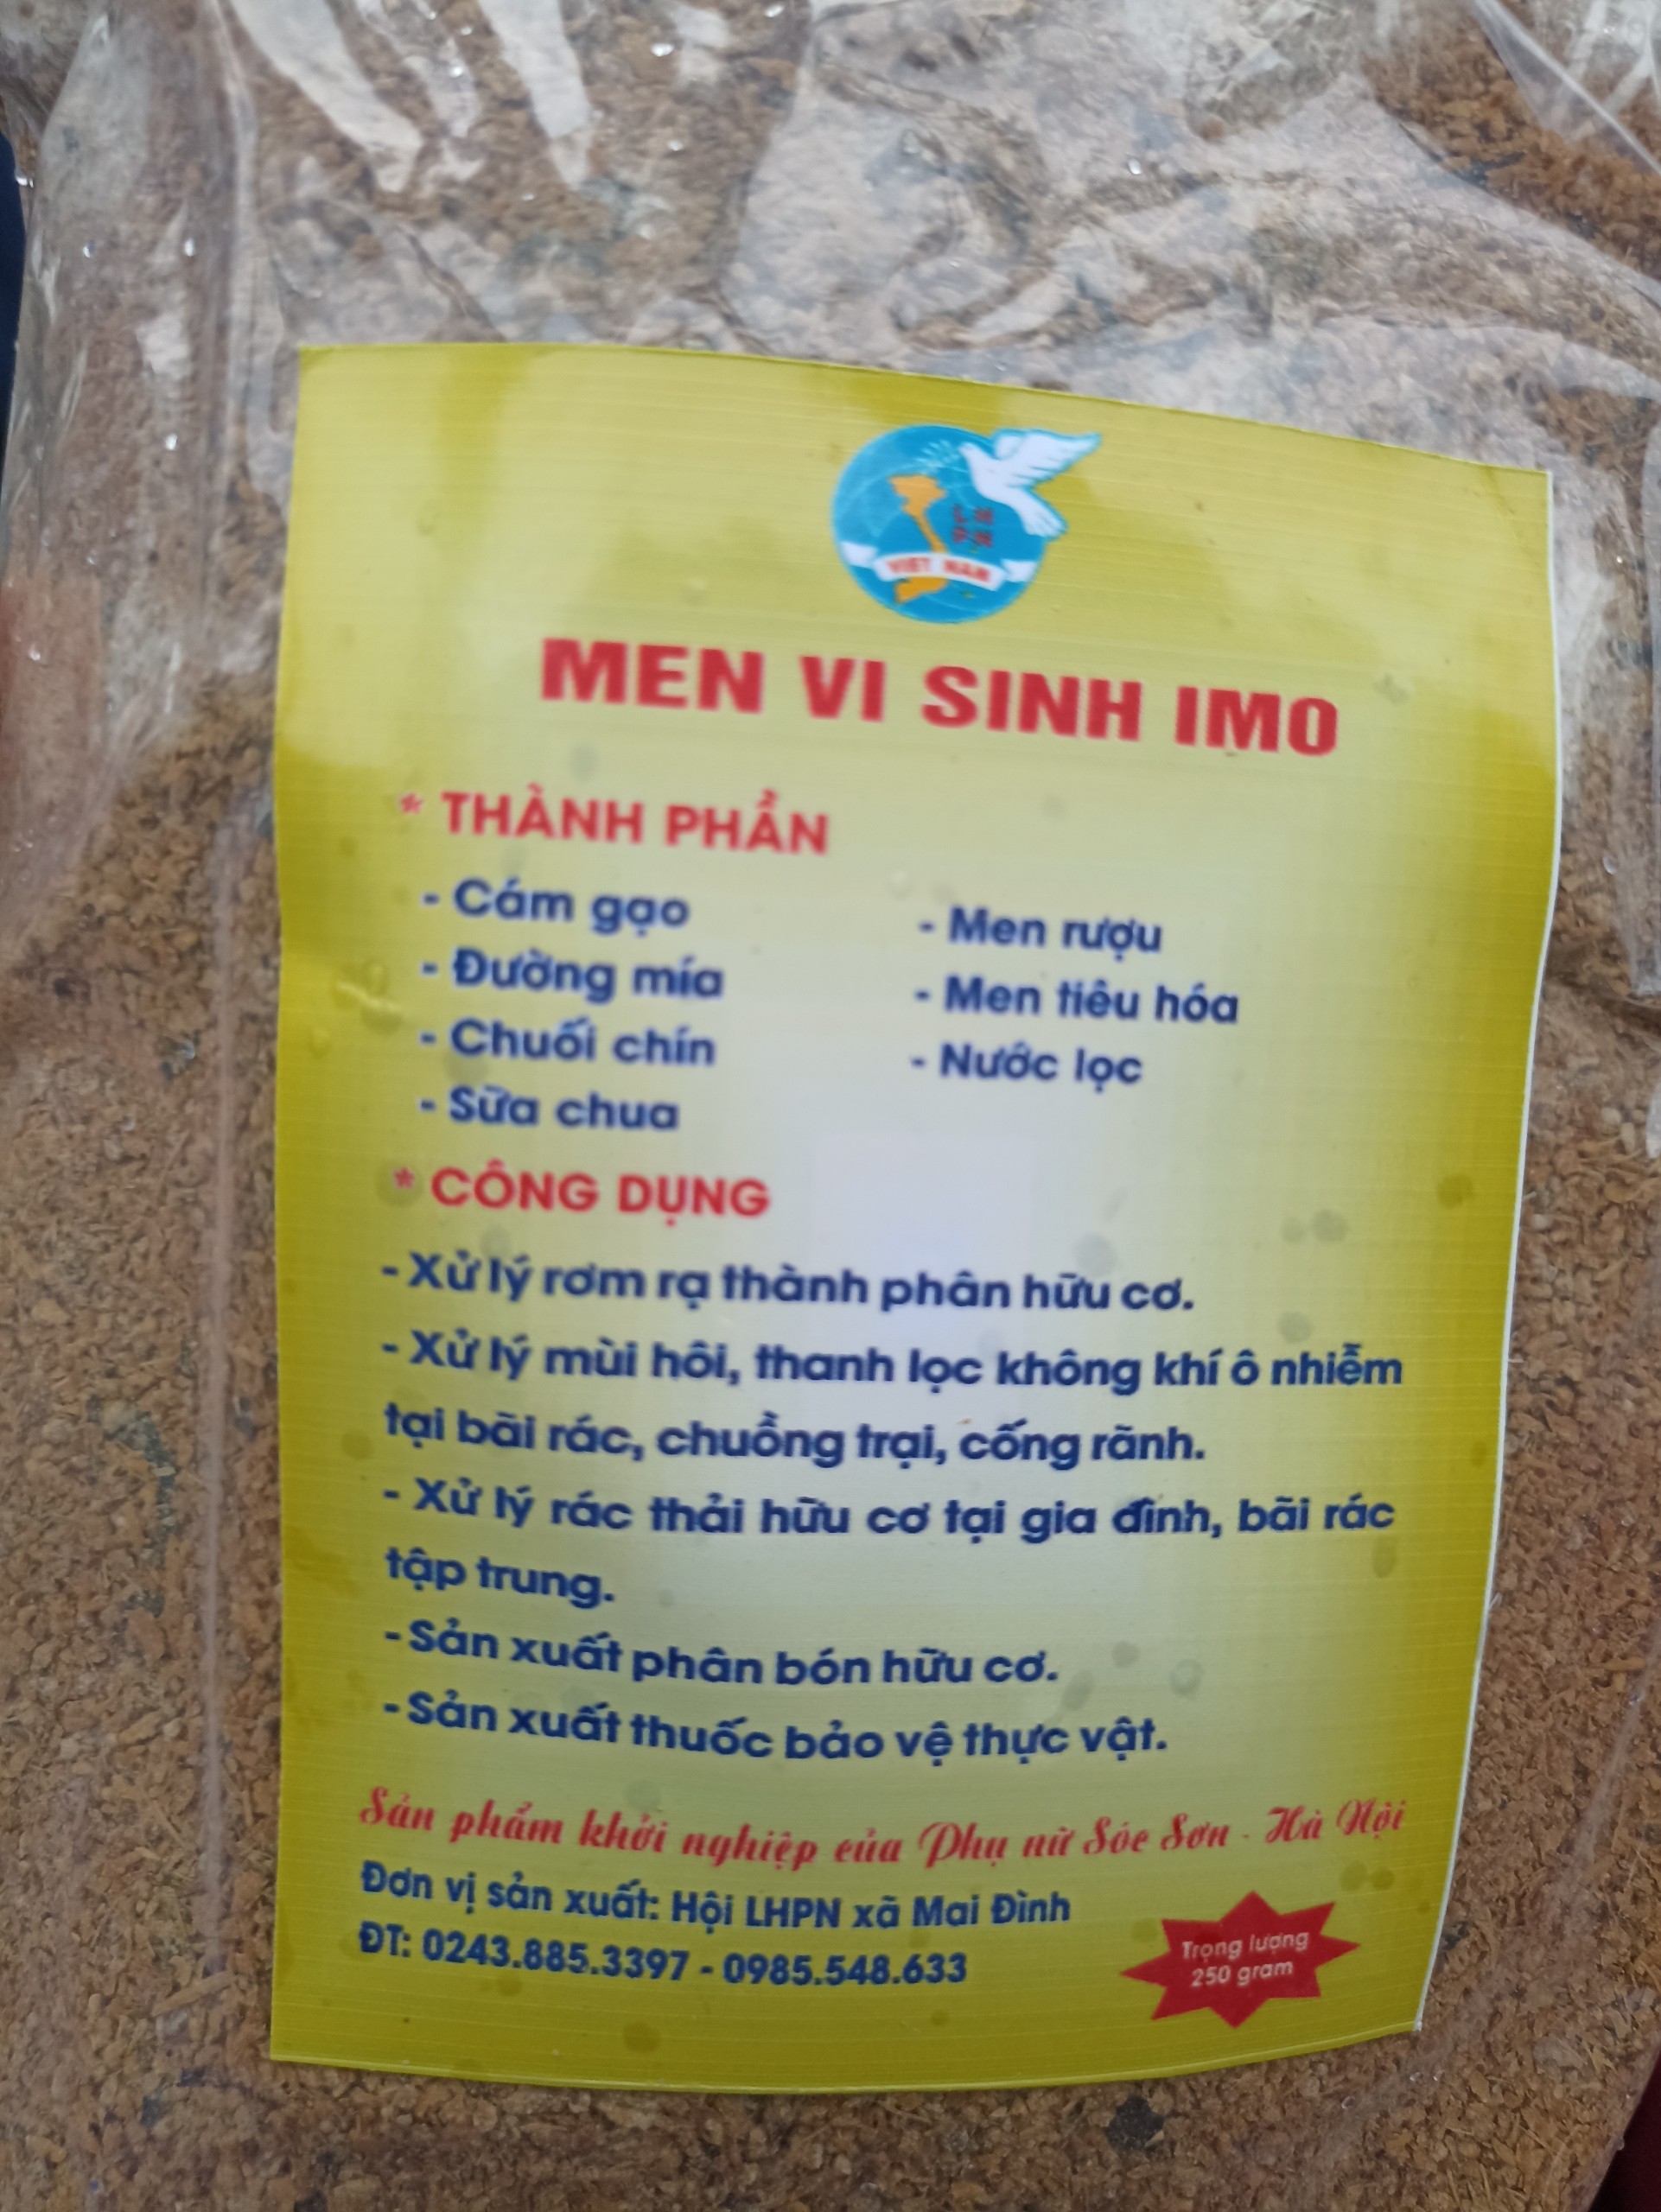 VIET NAM
MEN VI SINH IMO
* THÀNH PHẦN
- Cám gạo
- Đường mía
- Chuối chín
- Sữa chua
- Men rượu
- Men tiêu hóa
- Nước lọc
* CÔNG DỤNG
- Xử lý rơm rạ thành phân hữu cơ.
- Xử lý mùi hôi, thanh lọc không khí ô nhiễm
tại bãi rác, chuồng trại, cống rãnh.
- Xử lý rác thải hữu cơ tại gia đình, bãi rác
tập trung.
- Sản xuất phân bón hữu cơ.
- Sản xuất thuốc bảo vệ thực vật.
Sản phẩm khởi nghiệp của Phụ nữ Sóc Sơn - Hà Nội
Đơn vị sản xuất: Hội LHPN xã Mai Đình
ĐT: 0243.885.3397 - 0985.548.633
Trọng lượng
250 gram